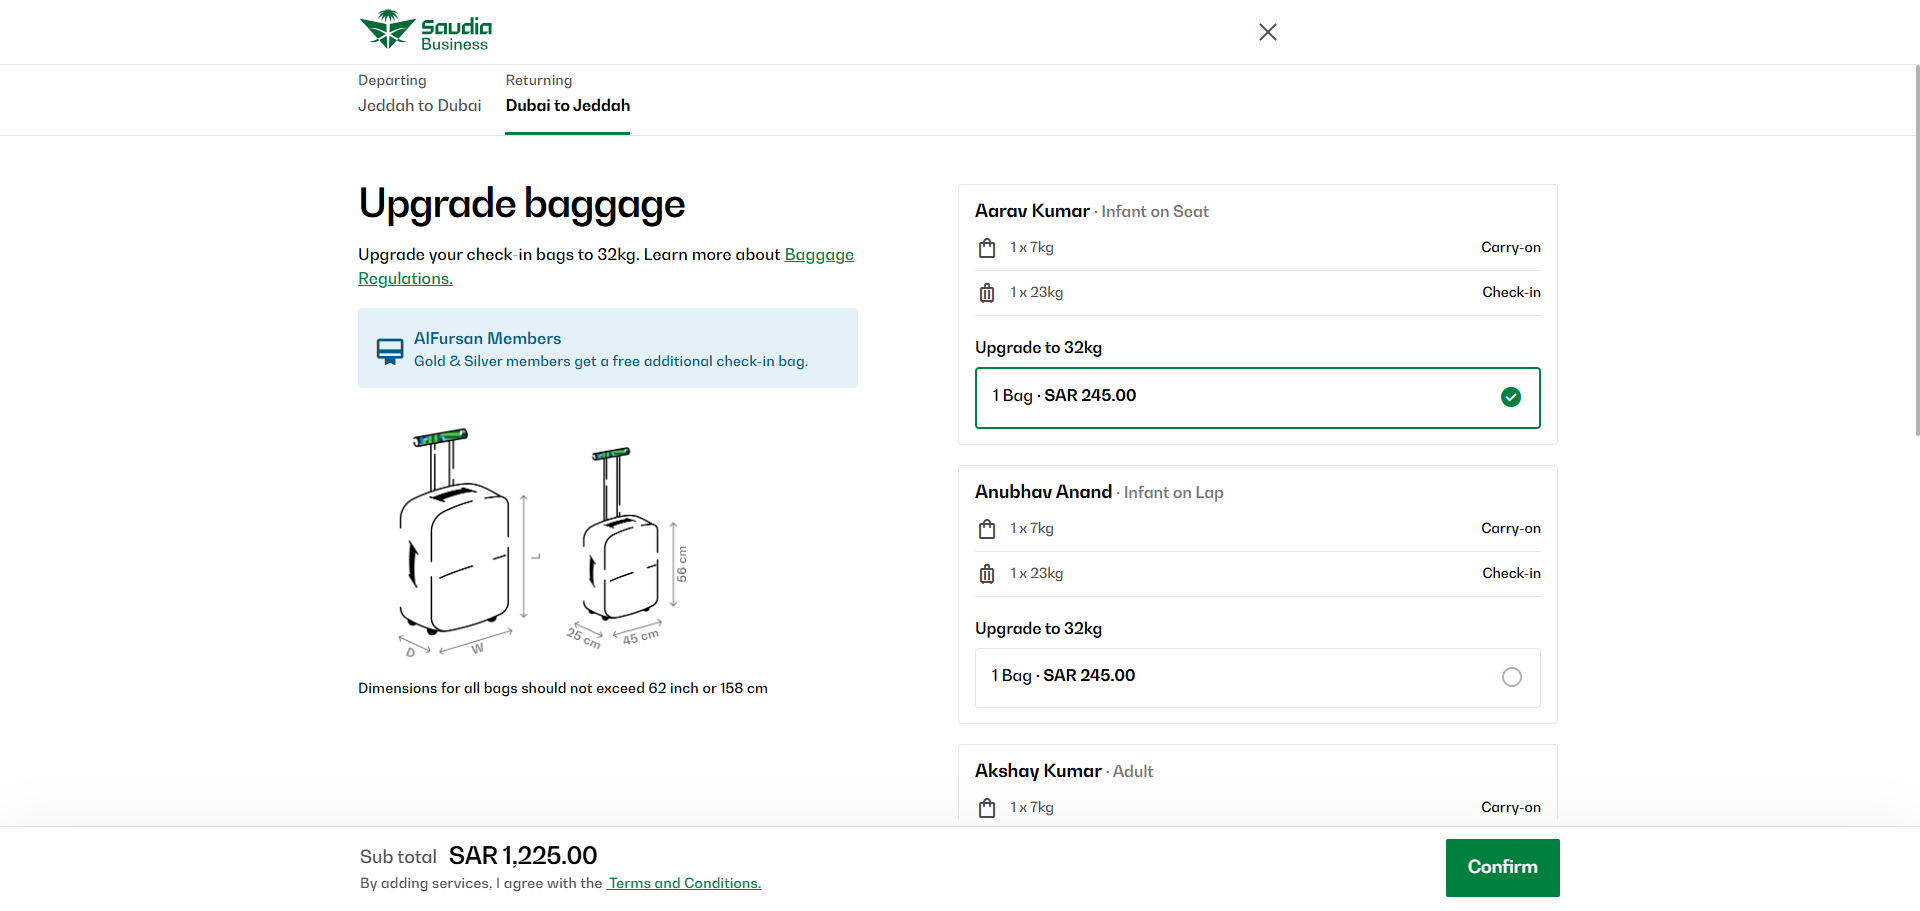 Saudia
Business
Departing
Jeddah to Dubai
Returning
Dubai to Jeddah
Upgrade baggage
Upgrade your check-in bags to 32kg. Learn more about Baggage
Regulations.
AlFursan Members
Gold & Silver members get a free additional check-in bag.
L
D
W
56 cm
25 cm
45 cm
Dimensions for all bags should not exceed 62 inch or 158 cm
Aarav Kumar · Infant on Seat
1 x 7kg Carry-on
1 x 23kg Check-in
Upgrade to 32kg
1 Bag · SAR 245.00
Anubhav Anand · Infant on Lap
1 x 7kg Carry-on
1 x 23kg Check-in
Upgrade to 32kg
1 Bag · SAR 245.00
Akshay Kumar · Adult
1 x 7kg Carry-on
Sub total SAR 1,225.00
By adding services, I agree with the Terms and Conditions.
Confirm